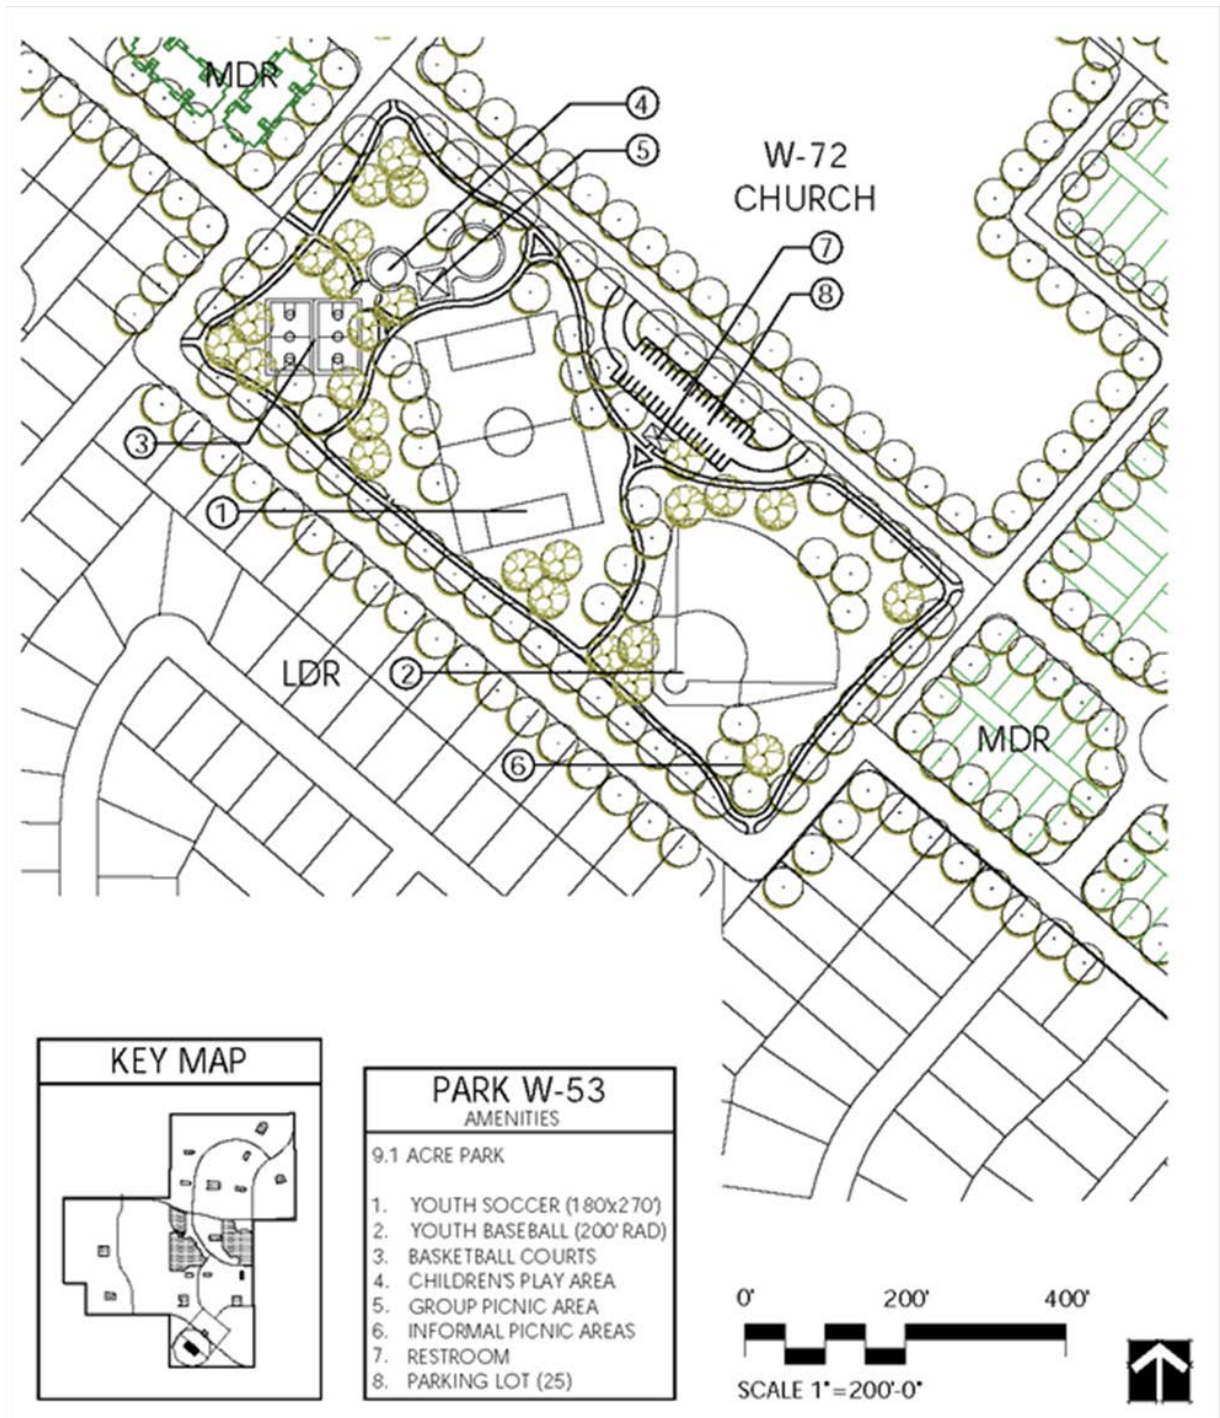 MDR
4
5
W-72
CHURCH
7
8
3
1
LDR
2
MDR
6
KEY MAP
PARK W-53
AMENITIES
9.1 ACRE PARK
1. YOUTH SOCCER (180'x270')
2. YOUTH BASEBALL (200' RAD)
3. BASKETBALL COURTS
4. CHILDREN'S PLAY AREA
5. GROUP PICNIC AREA
6. INFORMAL PICNIC AREAS
7. RESTROOM
8. PARKING LOT (25)
0' 200' 400'
SCALE 1"=200'-0"